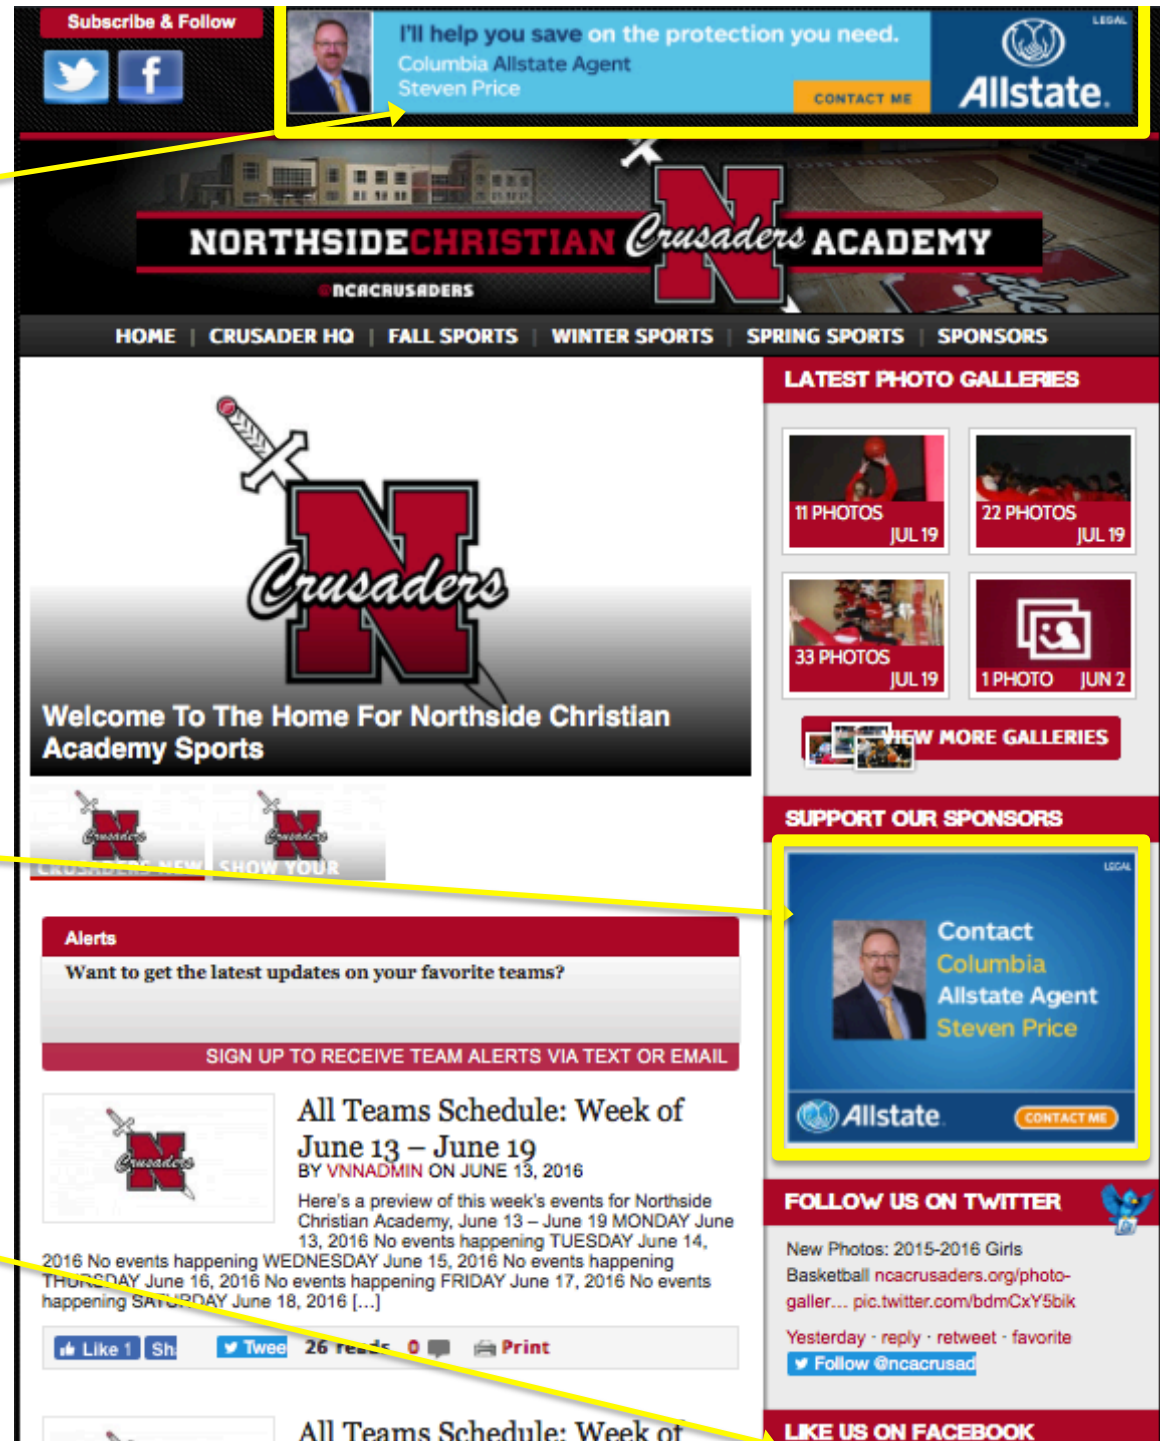 Subscribe & Follow
I'll help you save on the protection you need.
Columbia Allstate Agent
Steven Price
CONTACT ME
LEGAL
Allstate.
NORTHSIDE CHRISTIAN Crusaders ACADEMY
@NCACRUSADERS
HOME | CRUSADER HQ | FALL SPORTS | WINTER SPORTS | SPRING SPORTS | SPONSORS
Crusaders
Welcome To The Home For Northside Christian
Academy Sports
Crusaders
CRUSADERS NEW
Crusaders
SHOW YOUR
Alerts
Want to get the latest updates on your favorite teams?
SIGN UP TO RECEIVE TEAM ALERTS VIA TEXT OR EMAIL
Crusaders
All Teams Schedule: Week of
June 13 – June 19
BY VNNADMIN ON JUNE 13, 2016
Here's a preview of this week's events for Northside
Christian Academy, June 13 – June 19 MONDAY June
13, 2016 No events happening TUESDAY June 14,
2016 No events happening WEDNESDAY June 15, 2016 No events happening
THURSDAY June 16, 2016 No events happening FRIDAY June 17, 2016 No events
happening SATURDAY June 18, 2016 [...]
Like 1 Sh Twee 26 reads 0 Print
All Teams Schedule: Week of
LATEST PHOTO GALLERIES
11 PHOTOS
JUL 19
22 PHOTOS
JUL 19
33 PHOTOS
JUL 19
1 PHOTO JUN 2
VIEW MORE GALLERIES
SUPPORT OUR SPONSORS
LEGAL
Contact
Columbia
Allstate Agent
Steven Price
Allstate.
CONTACT ME
FOLLOW US ON TWITTER
New Photos: 2015-2016 Girls
Basketball ncacrusaders.org/photo-
galler... pic.twitter.com/bdmCxY5bik
Yesterday · reply · retweet · favorite
Follow @ncacrusad
LIKE US ON FACEBOOK